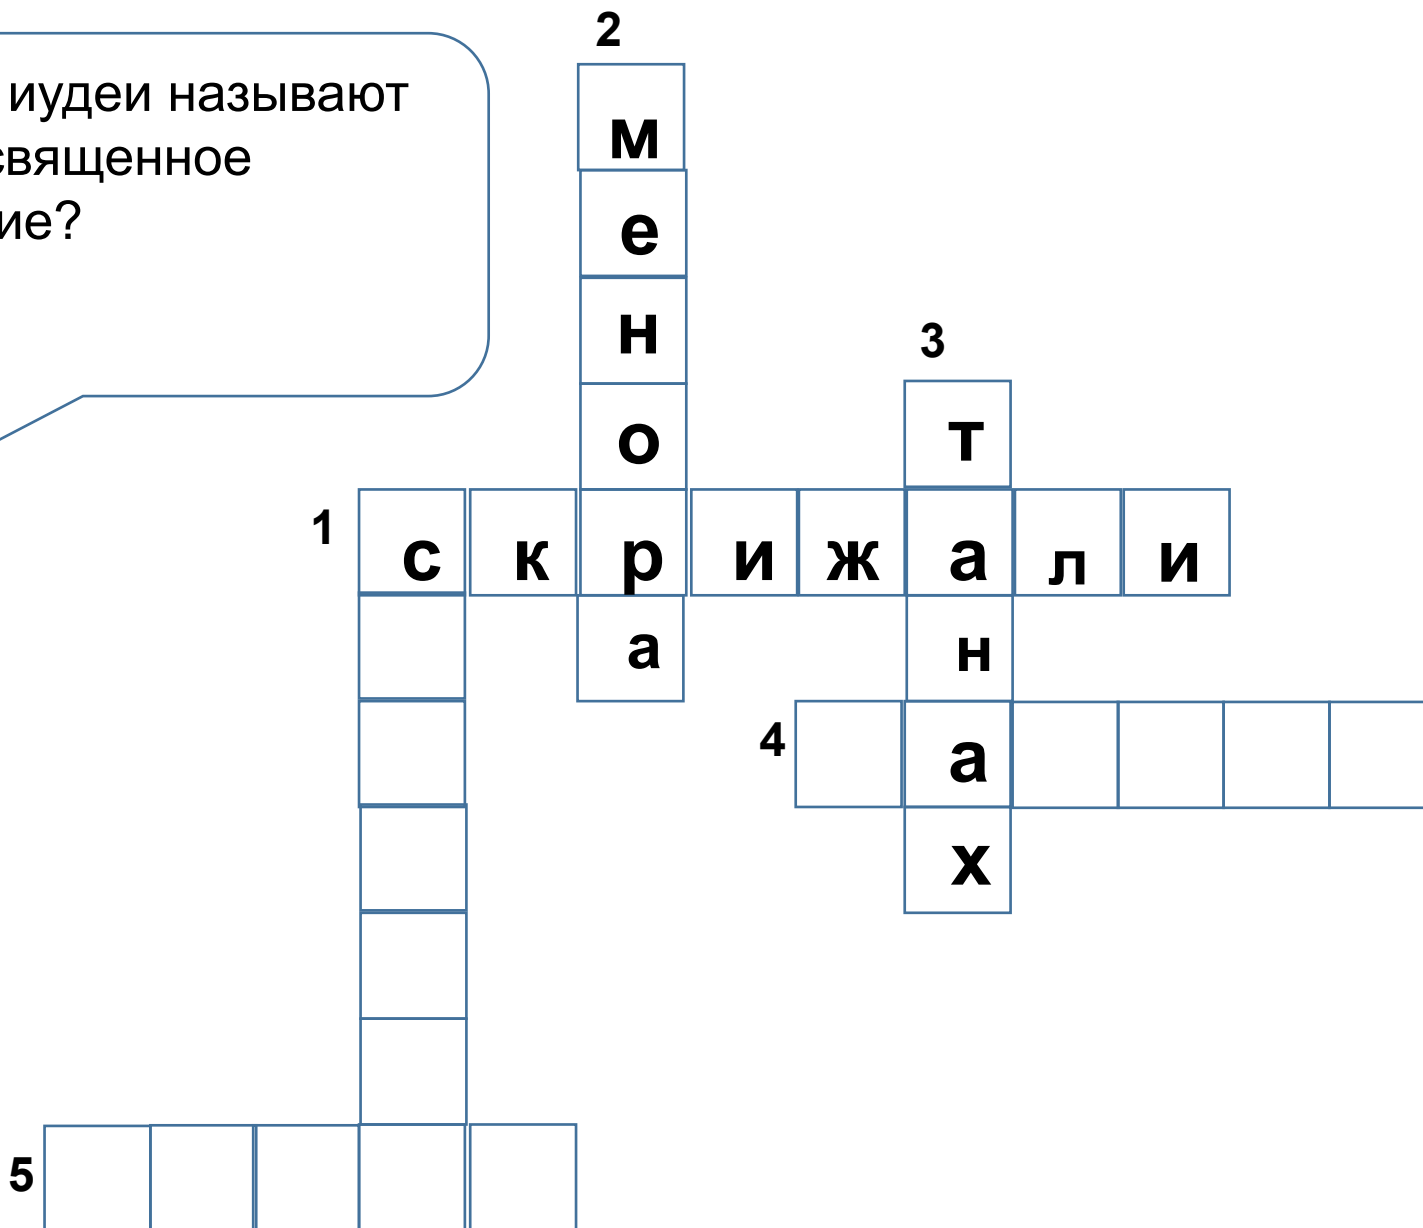 2
иудеи называют
священное
ие?
м
е
н
о
3
т
1 с к р и ж а л и
а н
4 а
х
5